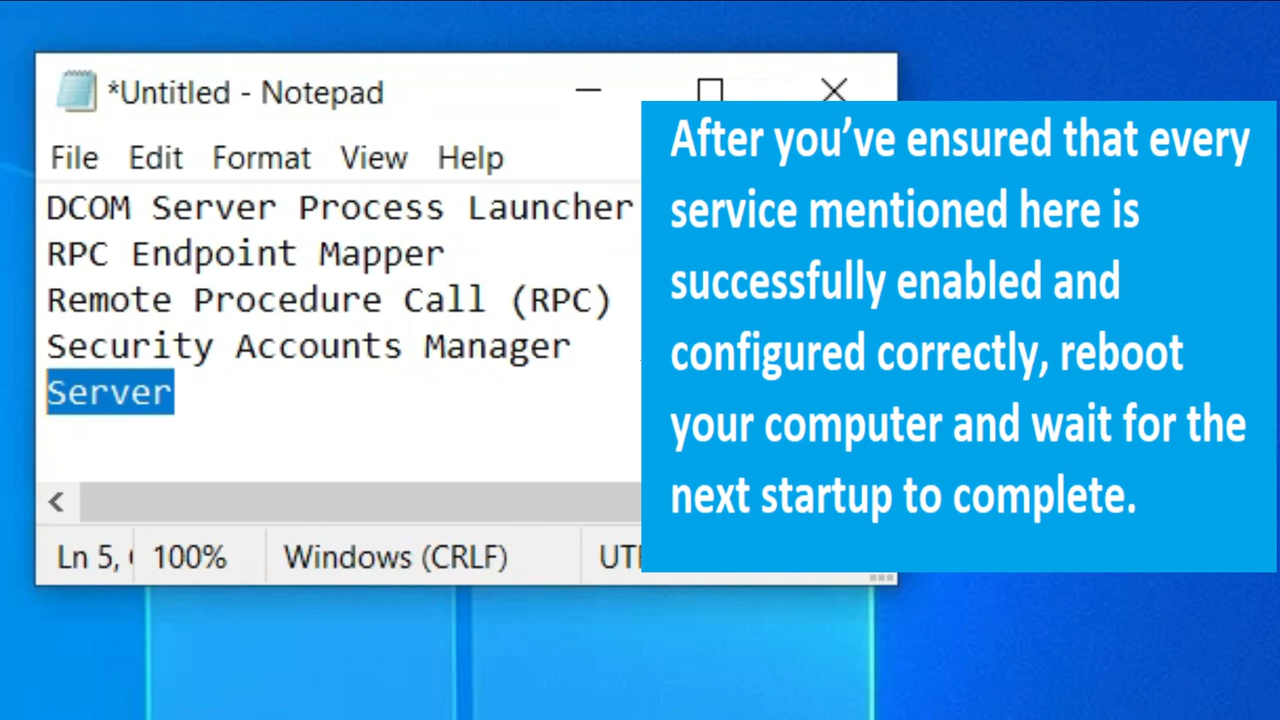 *Untitled - Notepad
File Edit Format View Help
DCOM Server Process Launcher
RPC Endpoint Mapper
Remote Procedure Call (RPC)
Security Accounts Manager
Server
Ln 5, 100% Windows (CRLF)
After you’ve ensured that every
service mentioned here is
successfully enabled and
configured correctly, reboot
your computer and wait for the
next startup to complete.